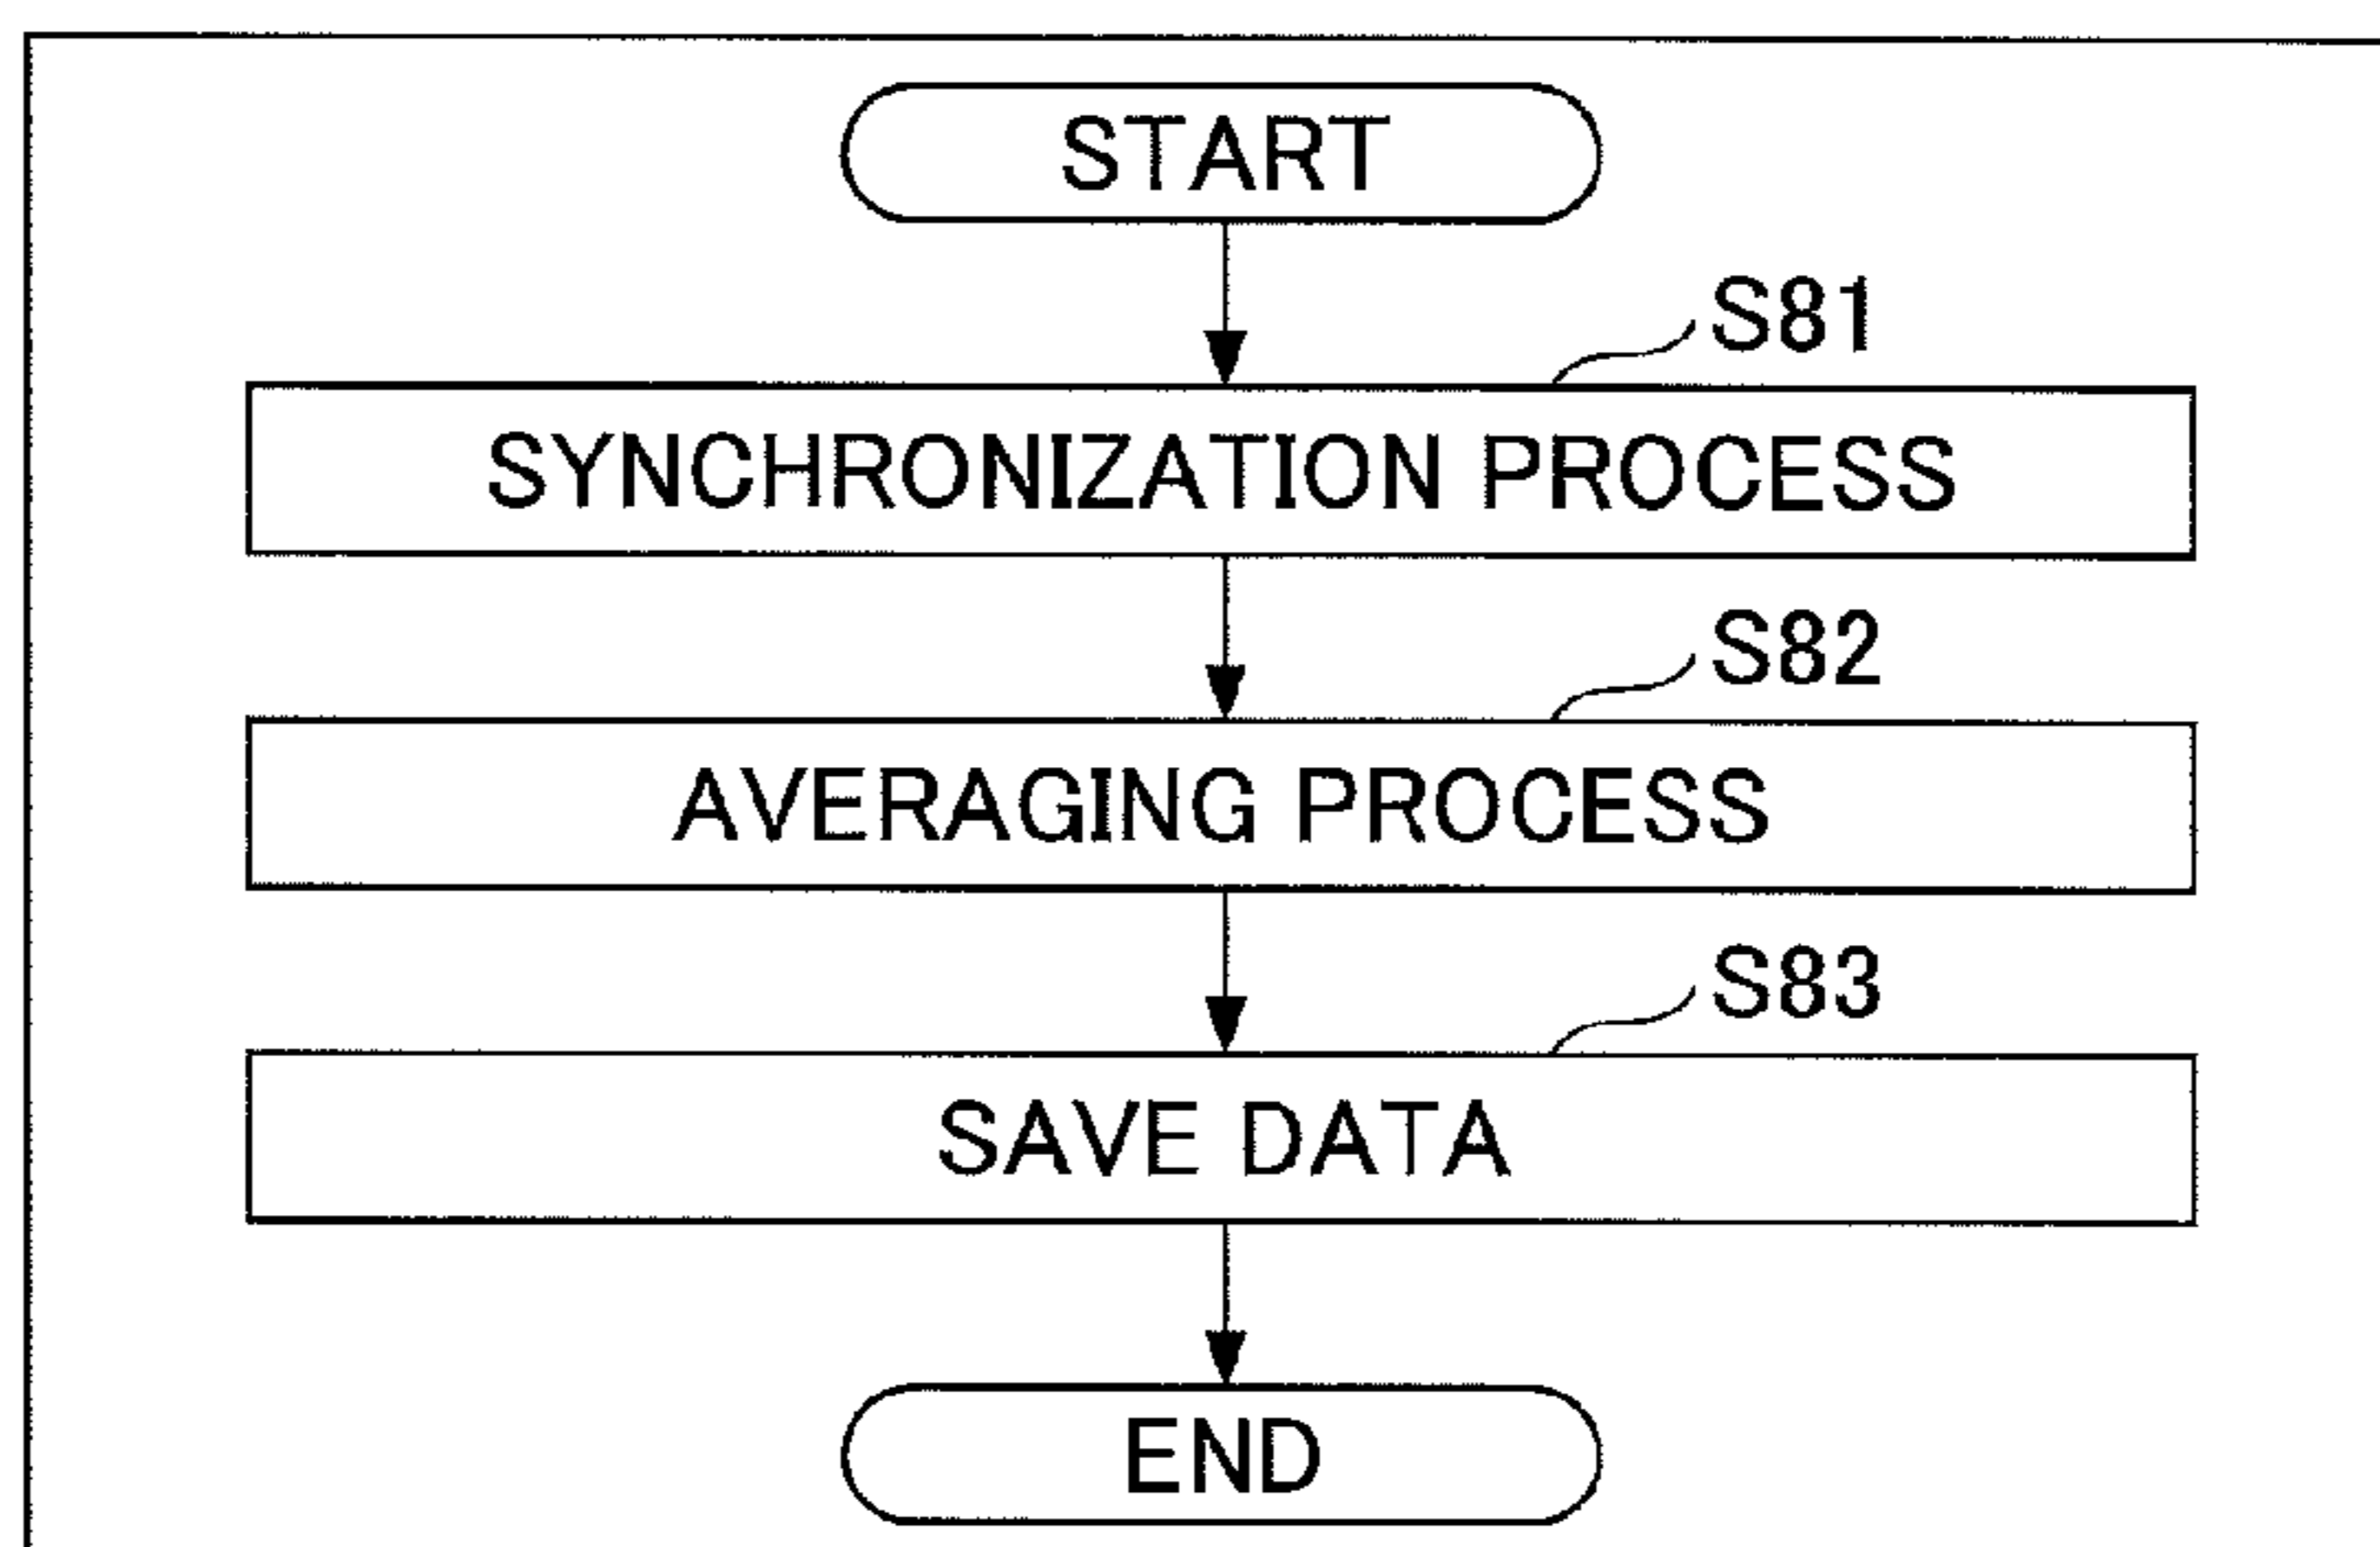 START
S81
SYNCHRONIZATION PROCESS
S82
AVERAGING PROCESS
S83
SAVE DATA
END